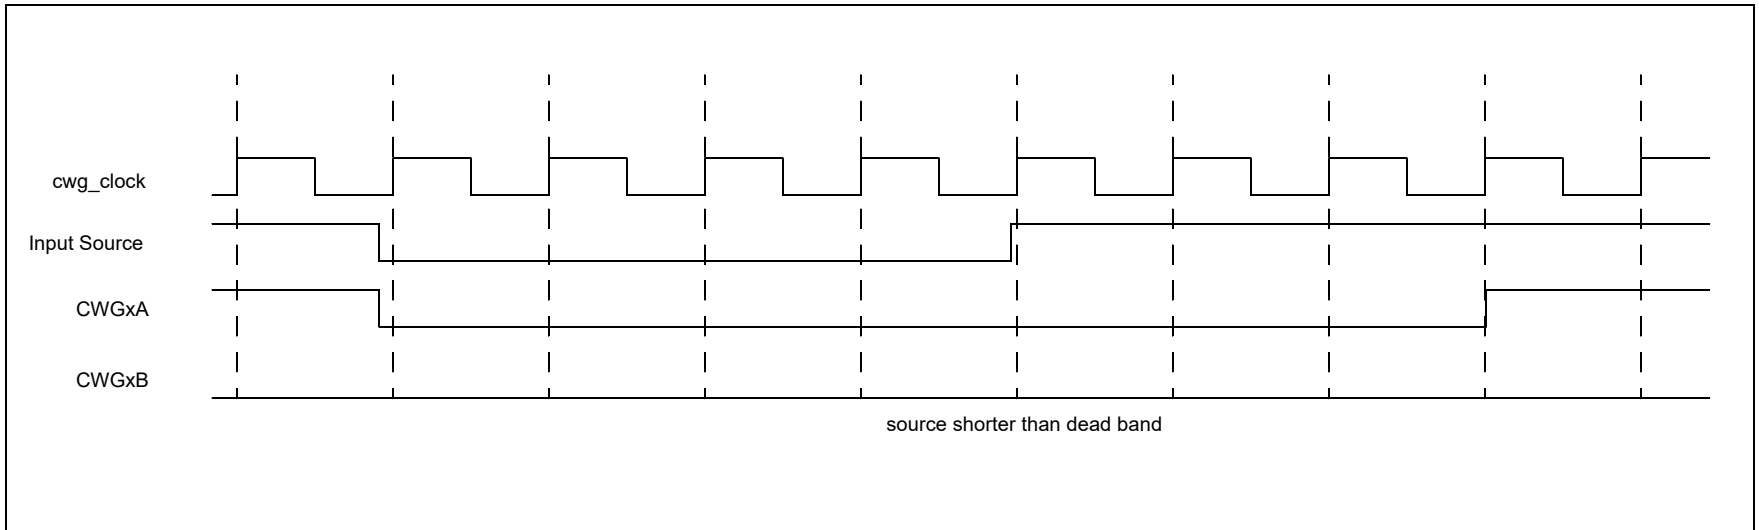 cwg_clock
Input Source
CWGxA
CWGxB
source shorter than dead band